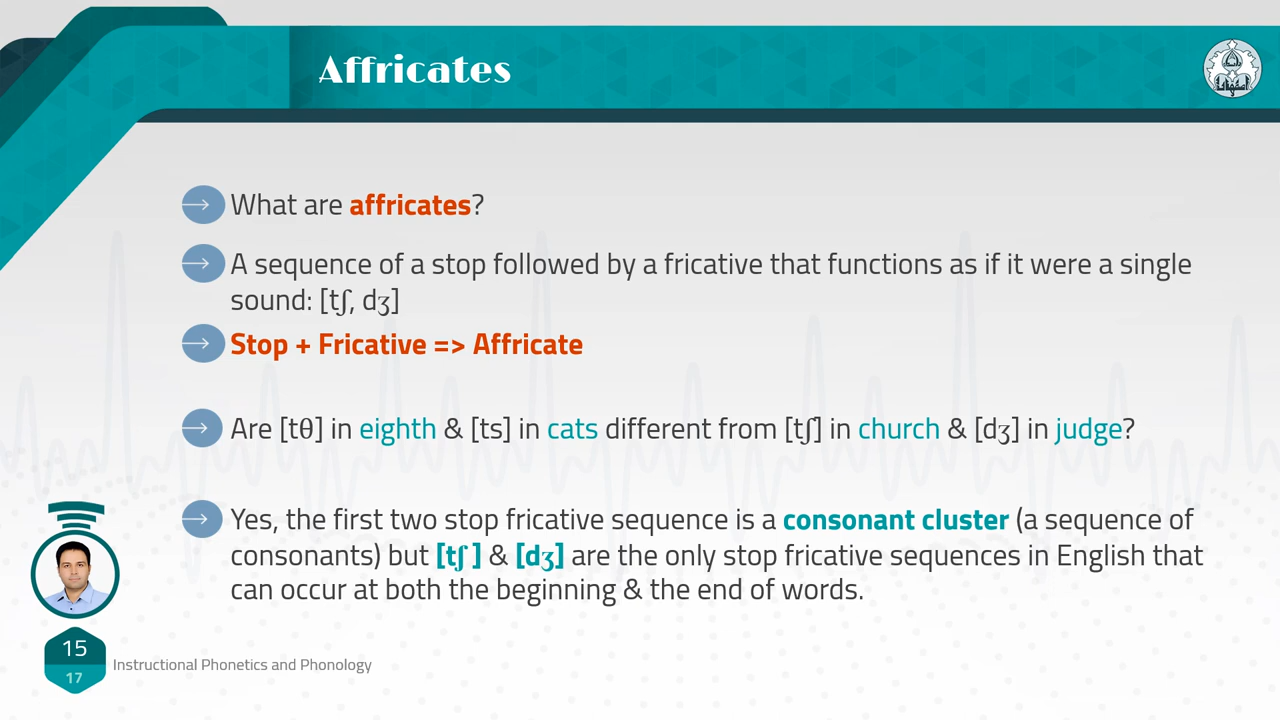 Affricates
What are affricates?
A sequence of a stop followed by a fricative that functions as if it were a single
sound: [tʃ, dʒ]
Stop + Fricative => Affricate
Are [tθ] in eighth & [ts] in cats different from [tʃ] in church & [dʒ] in judge?
Yes, the first two stop fricative sequence is a consonant cluster (a sequence of
consonants) but [tʃ ] & [dʒ] are the only stop fricative sequences in English that
can occur at both the beginning & the end of words.
15
17
Instructional Phonetics and Phonology